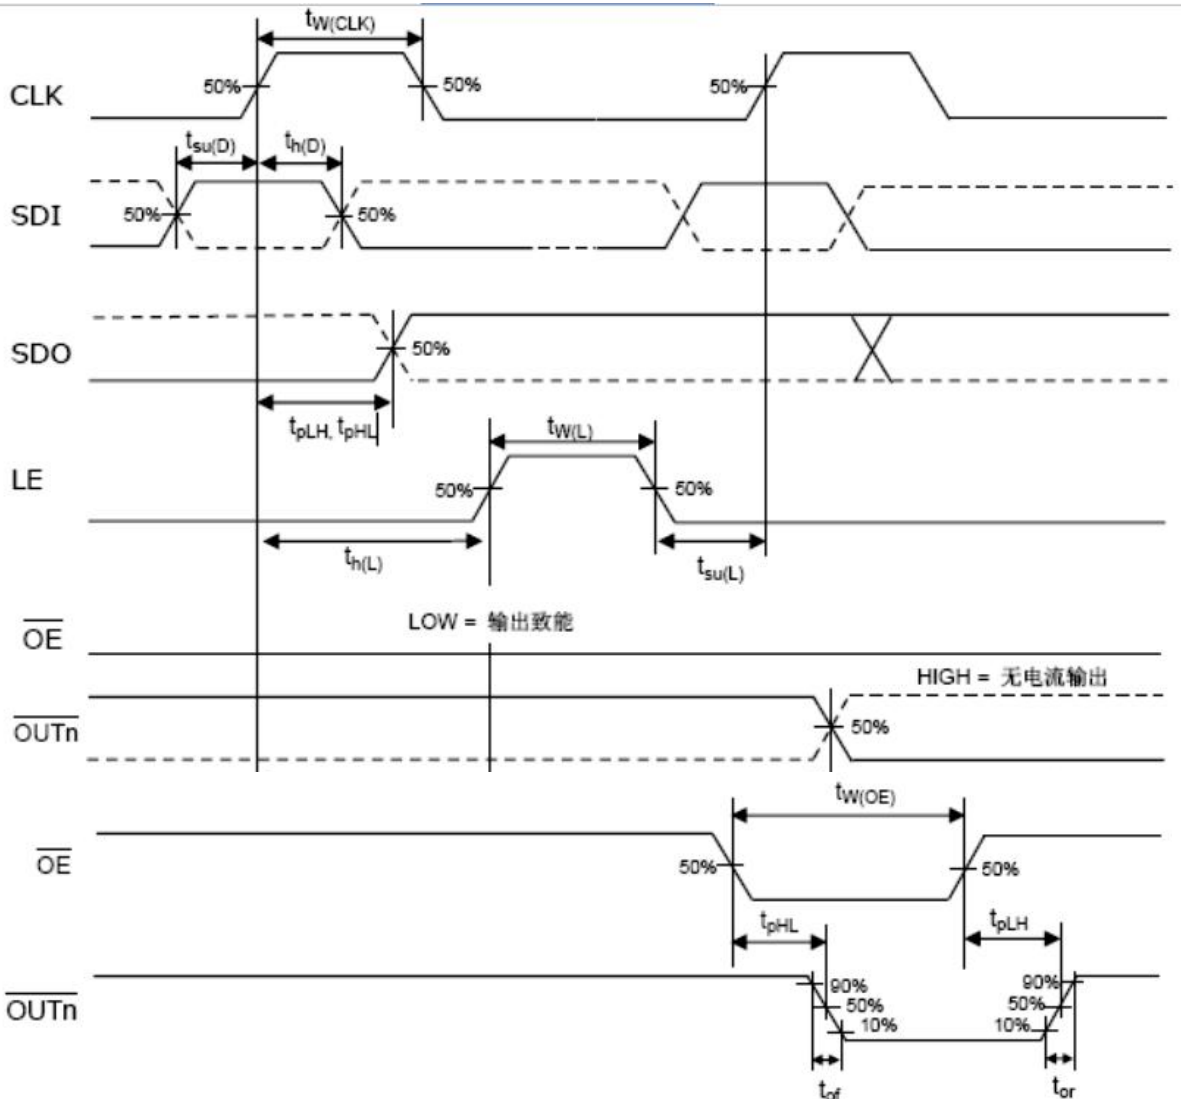 tW(CLK)
CLK 50% 50% 50%
tsu(D) th(D)
SDI 50% 50%
SDO 50%
tpLH, tpHL tW(L)
LE 50% 50%
th(L) tsu(L)
LOW = 输出致能
OE
HIGH = 无电流输出
OUTn 50%
tW(OE)
OE 50% 50%
tpHL tpLH
90% 90%
OUTn 50% 50%
10% 10%
tof tor